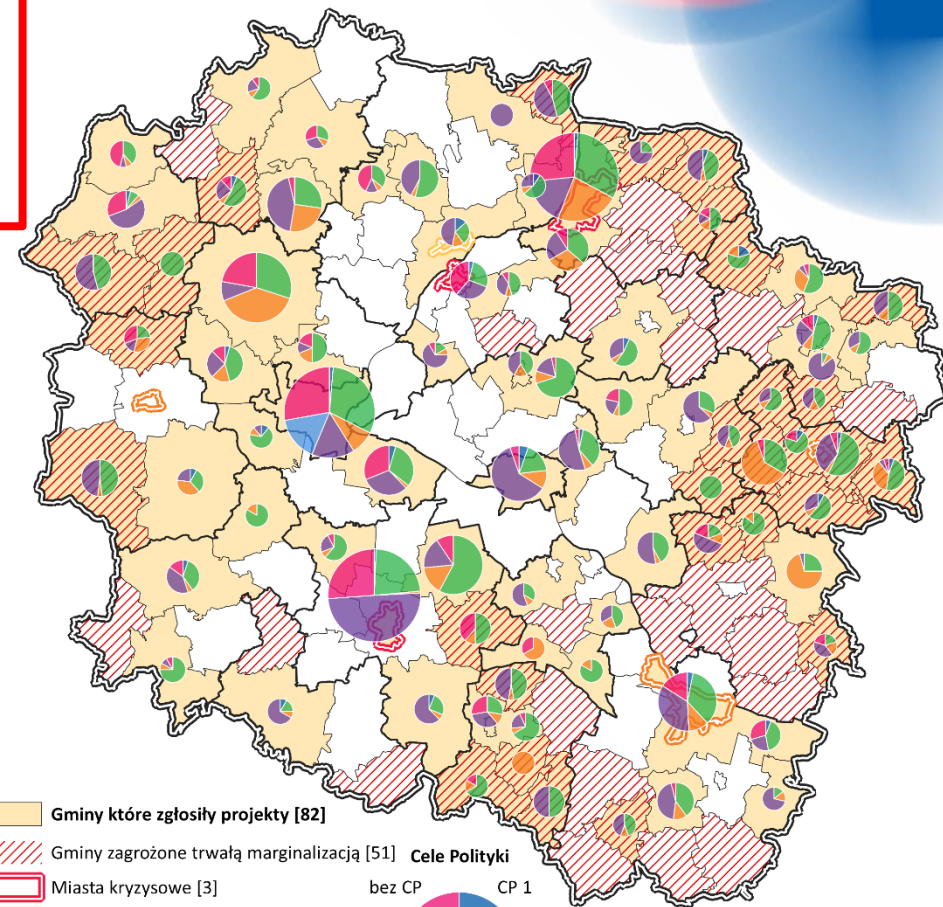 Gminy które zgłosiły projekty [82]
Gminy zagrożone trwałą marginalizacją [51]
Cele Polityki
Miasta kryzysowe [3]
bez CP
CP 1